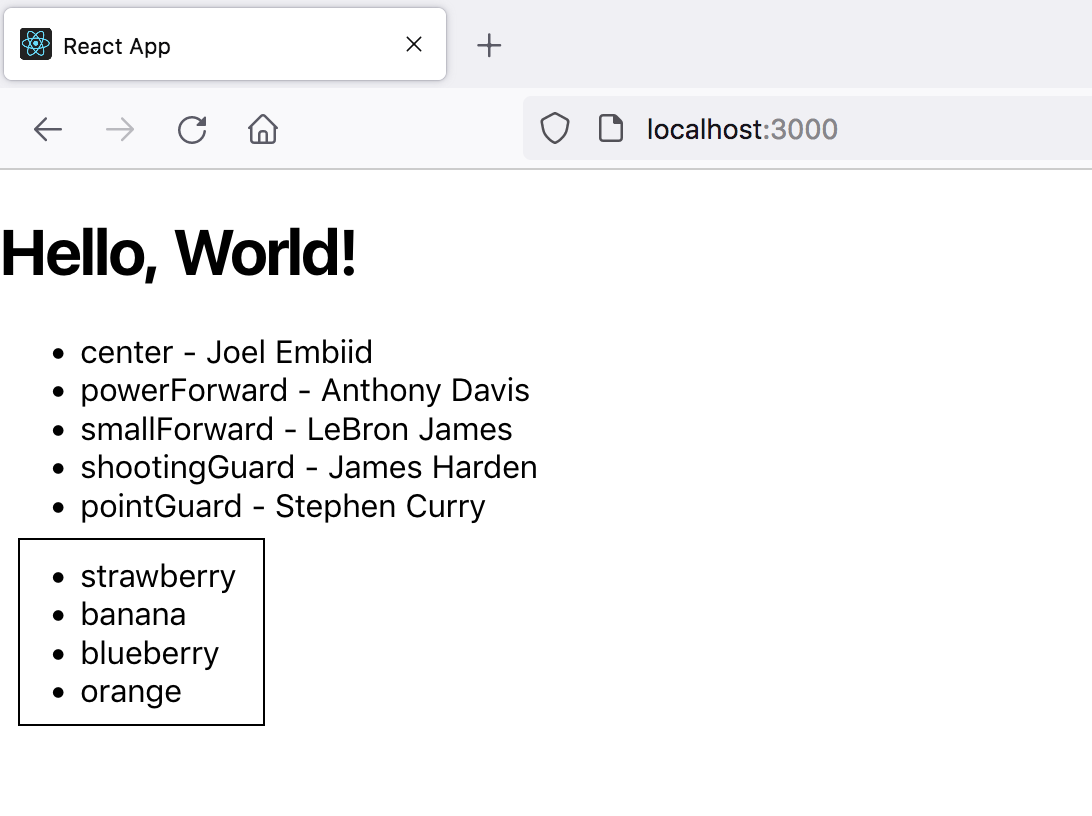 React App
localhost:3000
Hello, World!
center - Joel Embiid
powerForward - Anthony Davis
smallForward - LeBron James
shootingGuard - James Harden
pointGuard - Stephen Curry
strawberry
banana
blueberry
orange